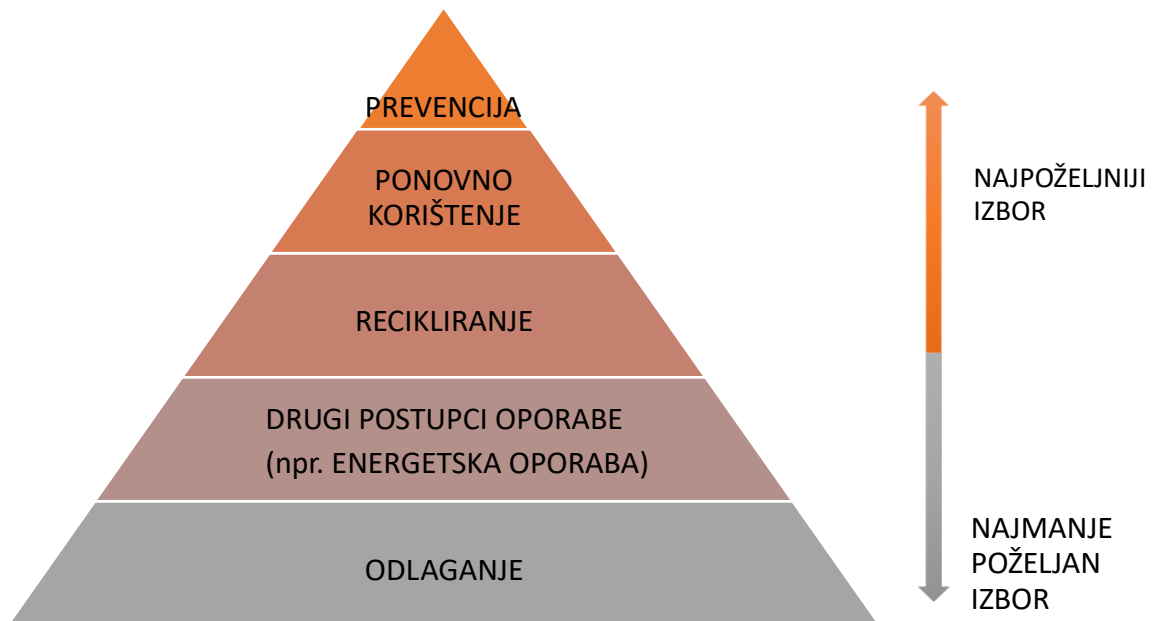 PREVENCIJA
PONOVNO
KORIŠTENJE
RECIKLIRANJE
DRUGI POSTUPCI OPORABE
(npr. ENERGETSKA OPORABA)
ODLAGANJE
NAJPOŽELJNIJI
IZBOR
NAJMANJE
POŽELJAN
IZBOR